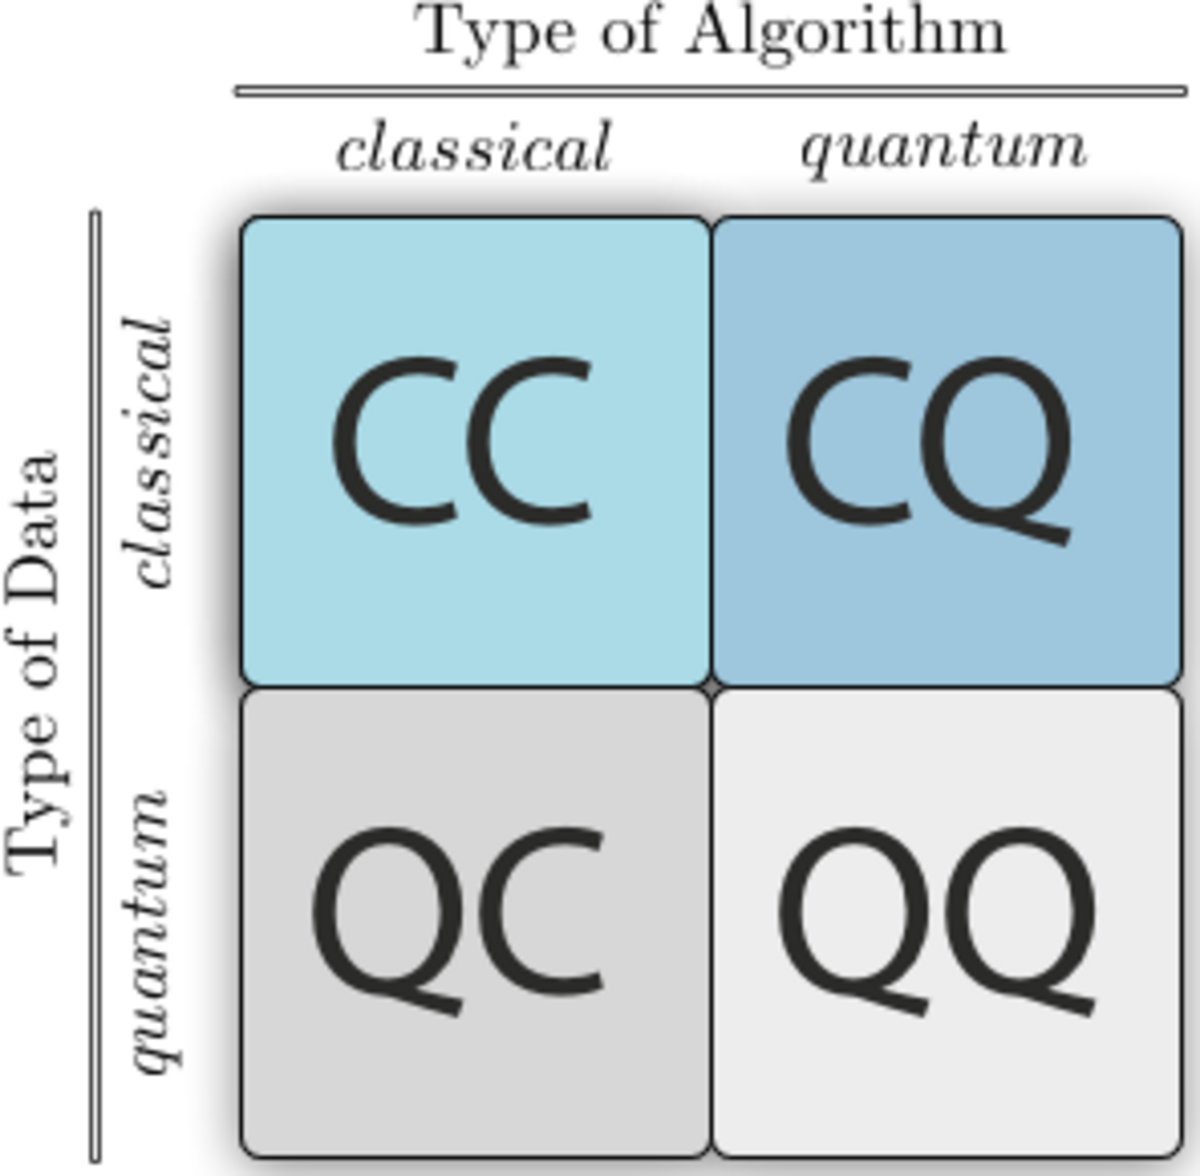 Type of Algorithm
classical
quantum
Type of Data
classical
CC
CQ
quantum
QC
QQ